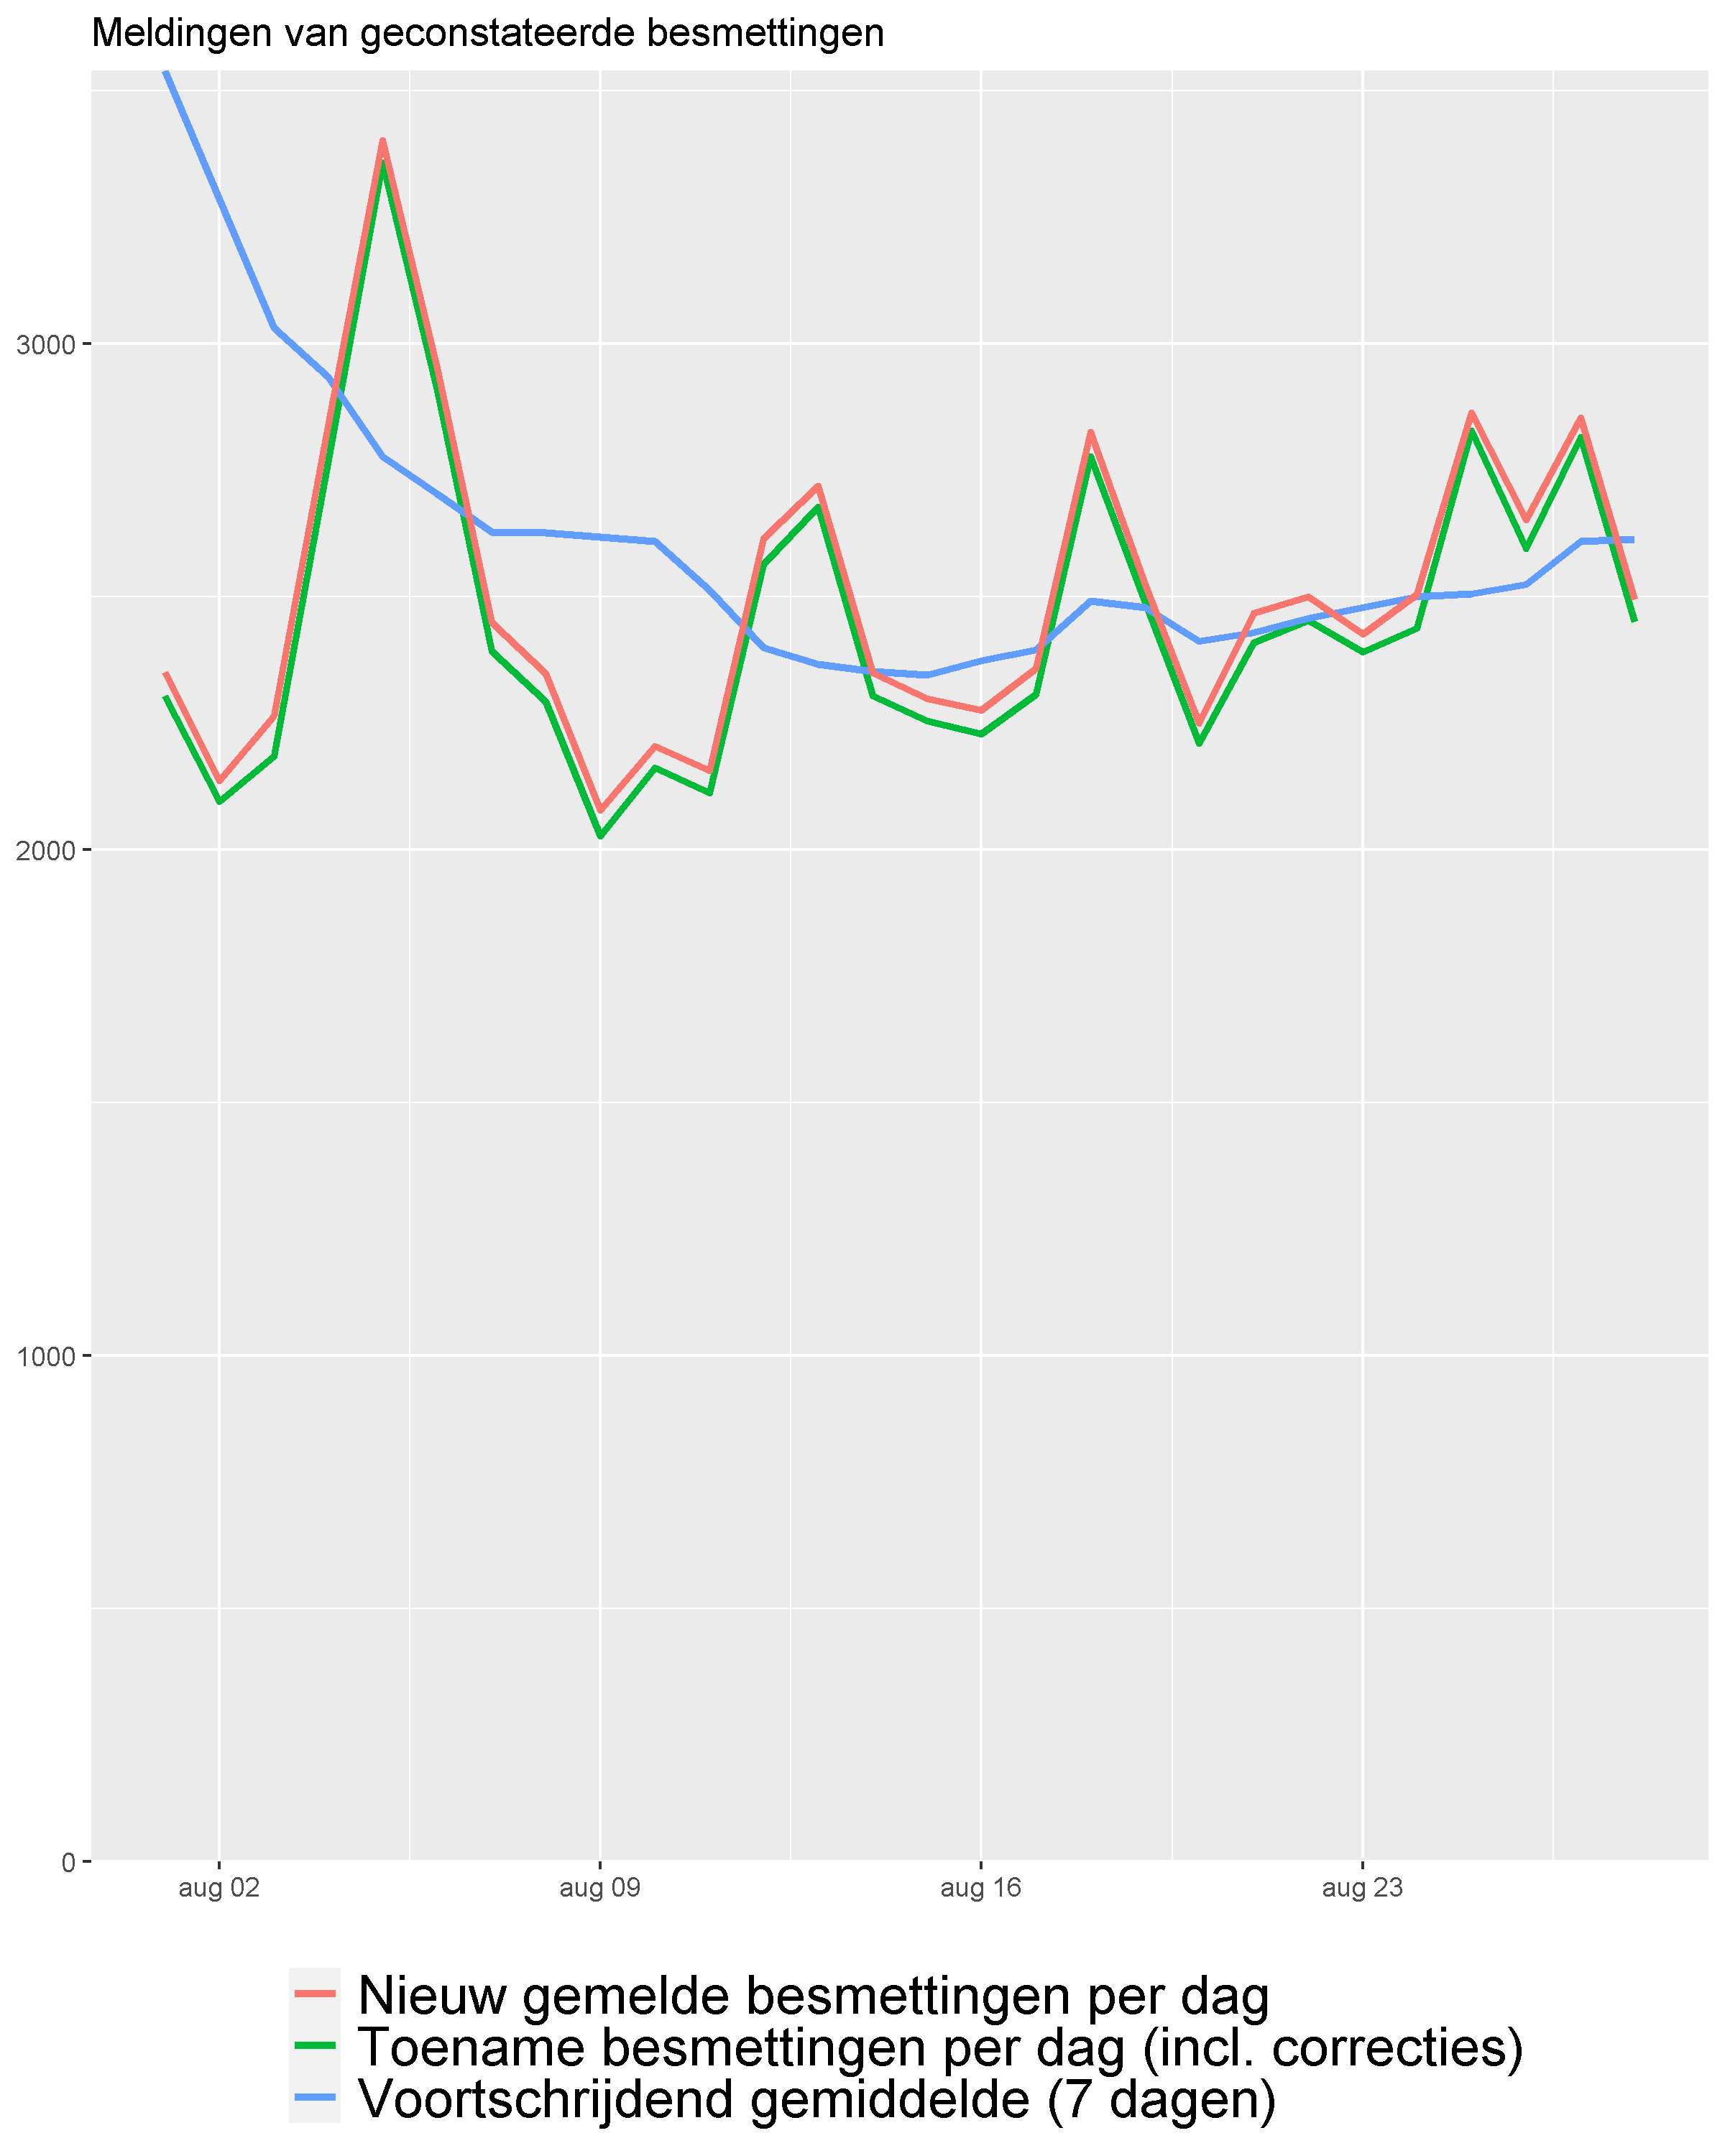 Meldingen van geconstateerde besmettingen
3000
2000
1000
0
aug 02 aug 09 aug 16 aug 23
Nieuw gemelde besmettingen per dag
Toename besmettingen per dag (incl. correcties)
Voortschrijdend gemiddelde (7 dagen)